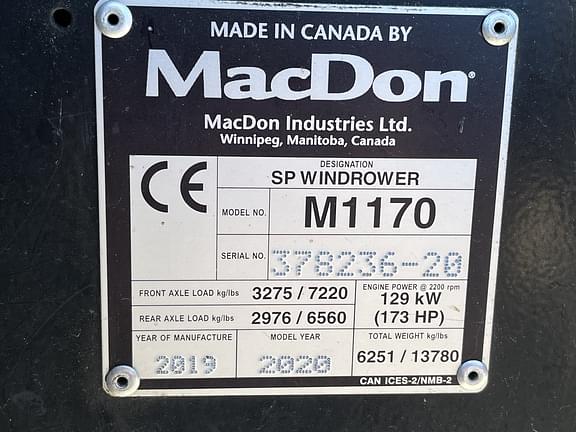 MADE IN CANADA BY
MacDon®
MacDon Industries Ltd.
Winnipeg, Manitoba, Canada
CE
DESIGNATION
SP WINDROWER
MODEL NO. M1170
SERIAL NO. 378236-20
FRONT AXLE LOAD kg/lbs 3275 / 7220
REAR AXLE LOAD kg/lbs 2976 / 6560
ENGINE POWER @ 2200 rpm
129 kW
(173 HP)
YEAR OF MANUFACTURE
2019
MODEL YEAR
2020
TOTAL WEIGHT kg/lbs
6251 / 13780
CAN ICES-2/NMB-2